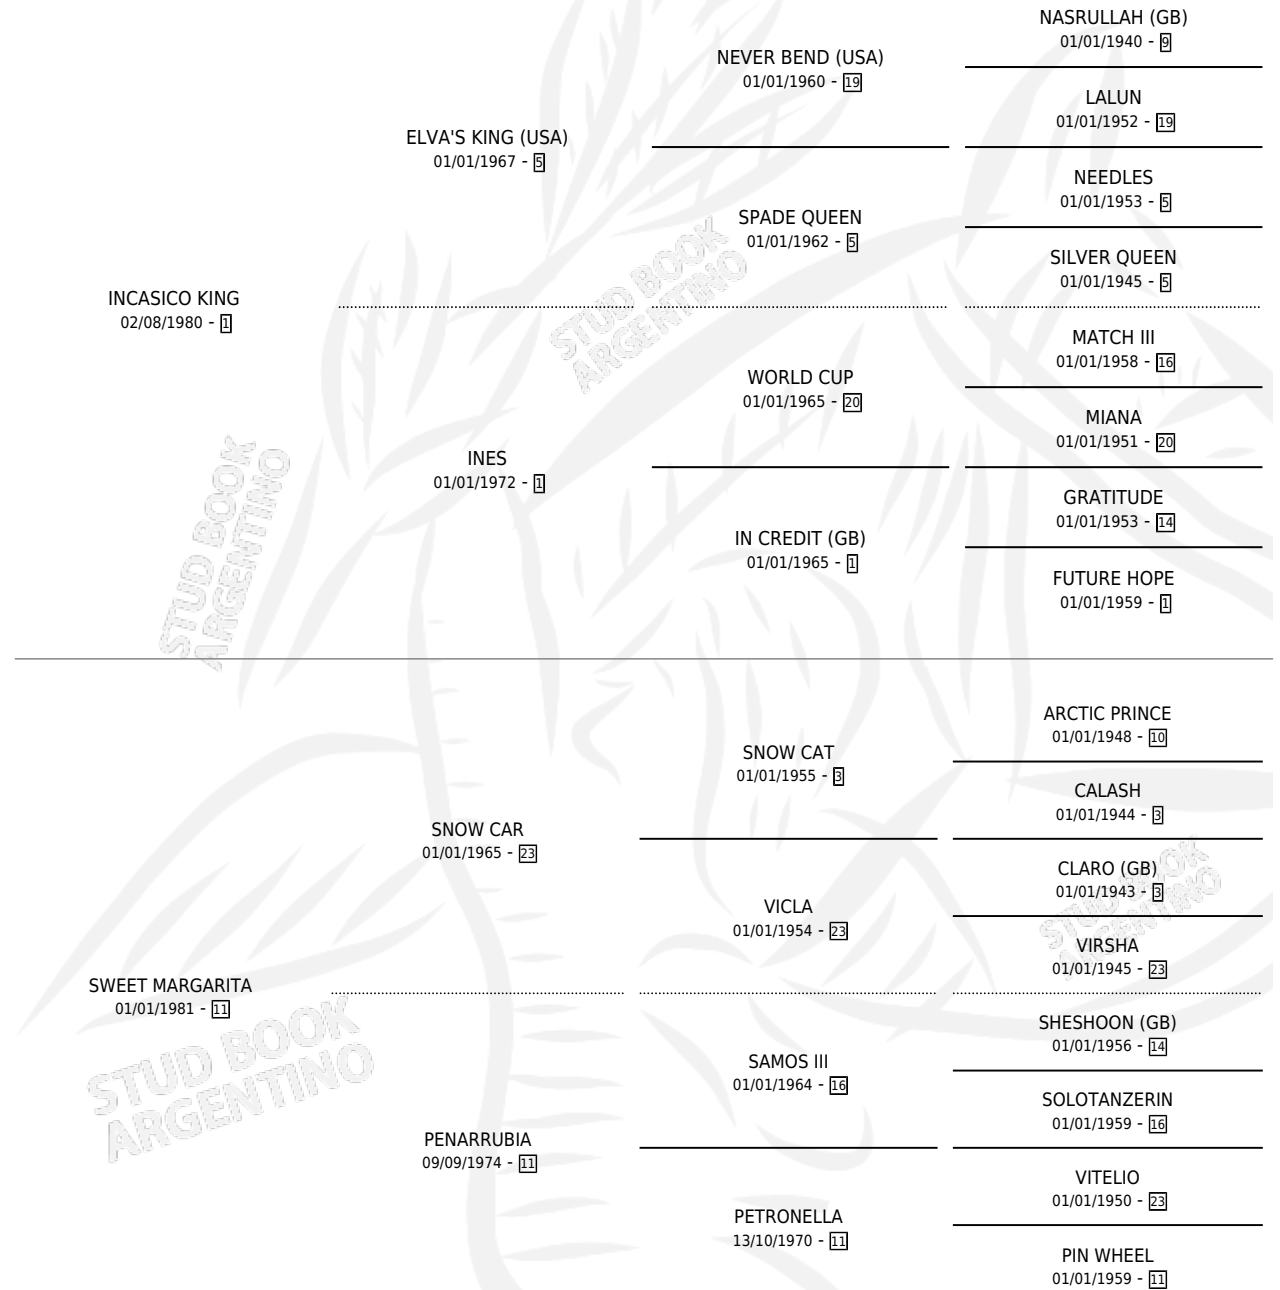 NASRULLAH (GB)
01/01/1940 - 9
NEVER BEND (USA)
01/01/1960 - 19
LALUN
01/01/1952 - 19
ELVA'S KING (USA)
01/01/1967 - 5
NEEDLES
01/01/1953 - 5
SPADE QUEEN
01/01/1962 - 5
SILVER QUEEN
01/01/1945 - 5
INCASICO KING
02/08/1980 - 1
MATCH III
01/01/1958 - 16
WORLD CUP
01/01/1965 - 20
MIANA
01/01/1951 - 20
INES
01/01/1972 - 1
GRATITUDE
01/01/1953 - 14
IN CREDIT (GB)
01/01/1965 - 1
FUTURE HOPE
01/01/1959 - 1
STUD BOOK
ARGENTINO
STUD BOOK
ARGENTINO
ARCTIC PRINCE
01/01/1948 - 10
SNOW CAT
01/01/1955 - 3
CALASH
01/01/1944 - 3
SNOW CAR
01/01/1965 - 23
CLARO (GB)
01/01/1943 - 3
VICLA
01/01/1954 - 23
VIRSHA
01/01/1945 - 23
SWEET MARGARITA
01/01/1981 - 11
SHESHOON (GB)
01/01/1956 - 14
SAMOS III
01/01/1964 - 16
SOLOTANZERIN
01/01/1959 - 16
PENARRUBIA
09/09/1974 - 11
VITELIO
01/01/1950 - 23
PETRONELLA
13/10/1970 - 11
PIN WHEEL
01/01/1959 - 11
STUD BOOK
ARGENTINO
STUD BOOK
ARGENTINO